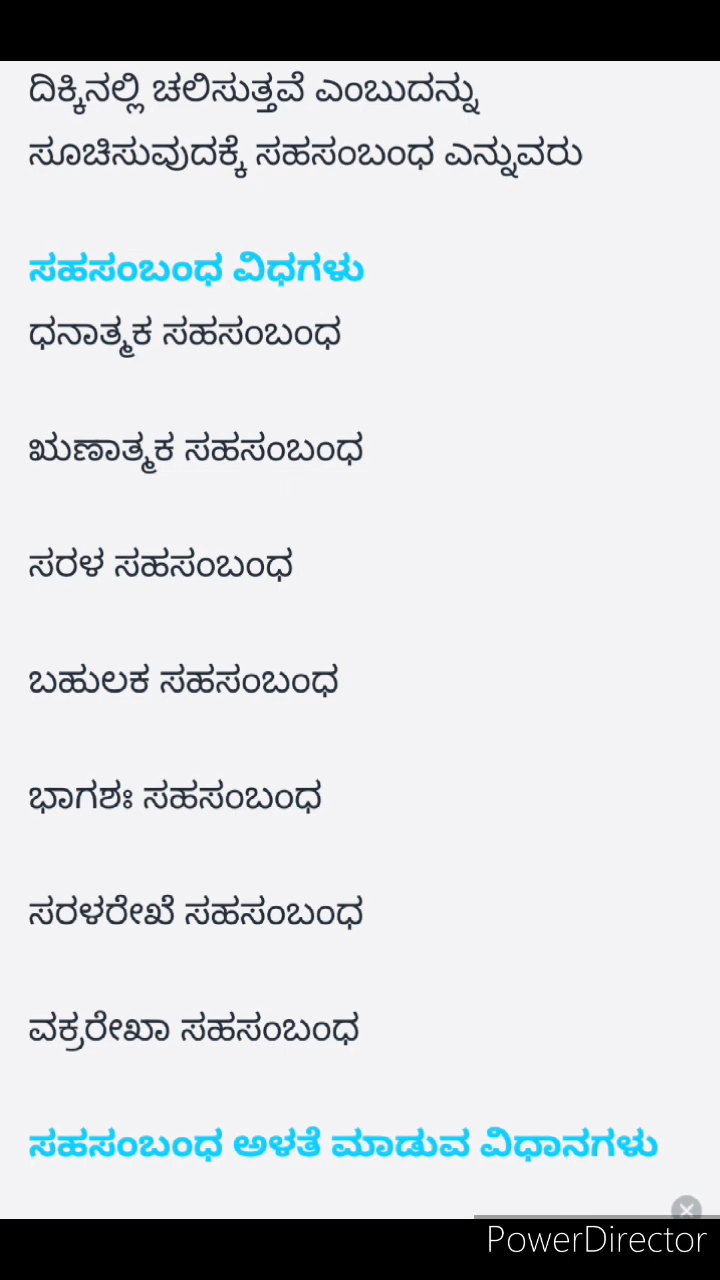 ದಿಕ್ಕಿನಲ್ಲಿ ಚಲಿಸುತ್ತವೆ ಎಂಬುದನ್ನು
ಸೂಚಿಸುವುದಕ್ಕೆ ಸಹಸಂಬಂಧ ಎನ್ನುವರು
ಸಹಸಂಬಂಧ ವಿಧಗಳು
ಧನಾತ್ಮಕ ಸಹಸಂಬಂಧ
ಋಣಾತ್ಮಕ ಸಹಸಂಬಂಧ
ಸರಳ ಸಹಸಂಬಂಧ
ಬಹುಲಕ ಸಹಸಂಬಂಧ
ಭಾಗಶಃ ಸಹಸಂಬಂಧ
ಸರಳರೇಖೆ ಸಹಸಂಬಂಧ
ವಕ್ರರೇಖಾ ಸಹಸಂಬಂಧ
ಸಹಸಂಬಂಧ ಅಳತೆ ಮಾಡುವ ವಿಧಾನಗಳು
PowerDirector